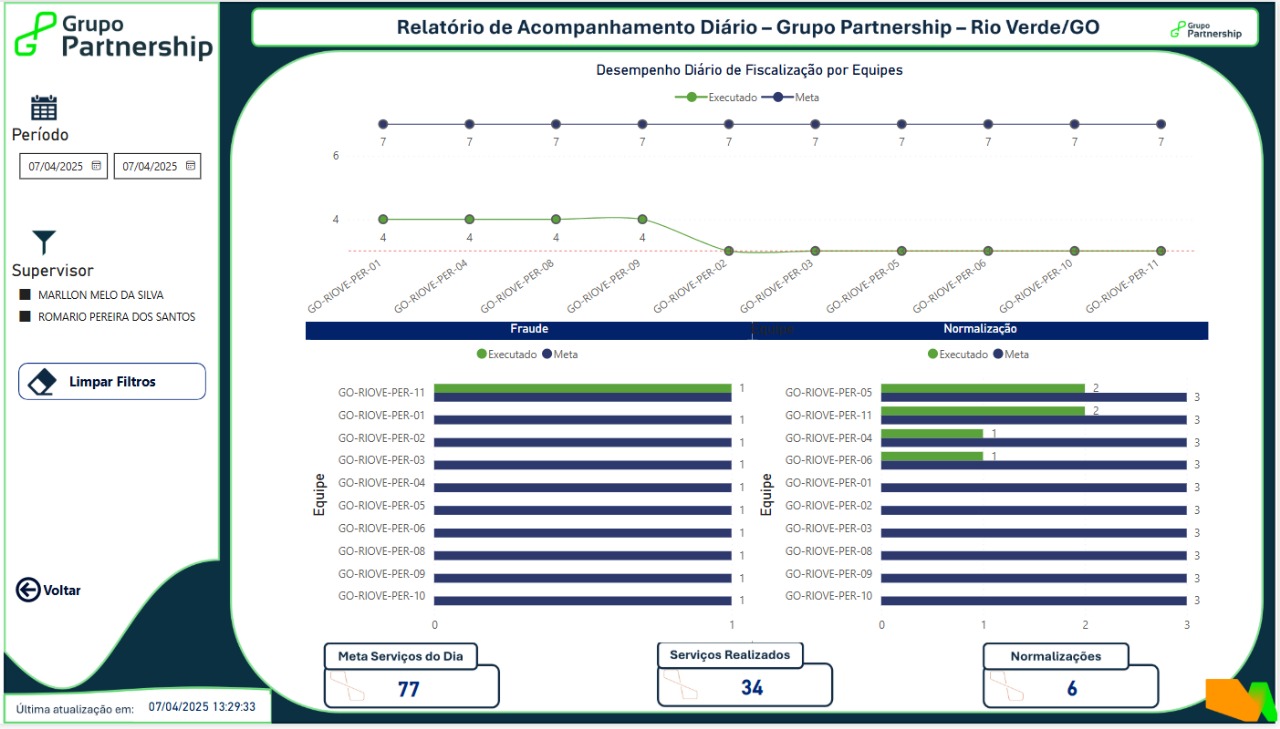 Grupo
Partnership
Relatório de Acompanhamento Diário – Grupo Partnership – Rio Verde/GO
Grupo
Partnership
Período
07/04/2025 07/04/2025
Supervisor
MARLLON MELO DA SILVA
ROMARIO PEREIRA DOS SANTOS
Limpar Filtros
Voltar
Última atualização em: 07/04/2025 13:29:33
Desempenho Diário de Fiscalização por Equipes
Executado Meta
7 7 7 7 7 7 7 7 7 7
6
4
4 4 4 4
GO-RIOVE-PER-01 GO-RIOVE-PER-04 GO-RIOVE-PER-08 GO-RIOVE-PER-09 GO-RIOVE-PER-02 GO-RIOVE-PER-03 GO-RIOVE-PER-05 GO-RIOVE-PER-06 GO-RIOVE-PER-10 GO-RIOVE-PER-11
Equipe
Fraude
Executado Meta
Equipe
GO-RIOVE-PER-11 1
GO-RIOVE-PER-01 1
GO-RIOVE-PER-02 1
GO-RIOVE-PER-03 1
GO-RIOVE-PER-04 1
GO-RIOVE-PER-05 1
GO-RIOVE-PER-06 1
GO-RIOVE-PER-08 1
GO-RIOVE-PER-09 1
GO-RIOVE-PER-10 1
0 1
Normalização
Executado Meta
Equipe
GO-RIOVE-PER-05 2 3
GO-RIOVE-PER-11 2 3
GO-RIOVE-PER-04 1 3
GO-RIOVE-PER-06 1 3
GO-RIOVE-PER-01 3
GO-RIOVE-PER-02 3
GO-RIOVE-PER-03 3
GO-RIOVE-PER-08 3
GO-RIOVE-PER-09 3
GO-RIOVE-PER-10 3
0 1 2 3
Meta Serviços do Dia
77
Serviços Realizados
34
Normalizações
6